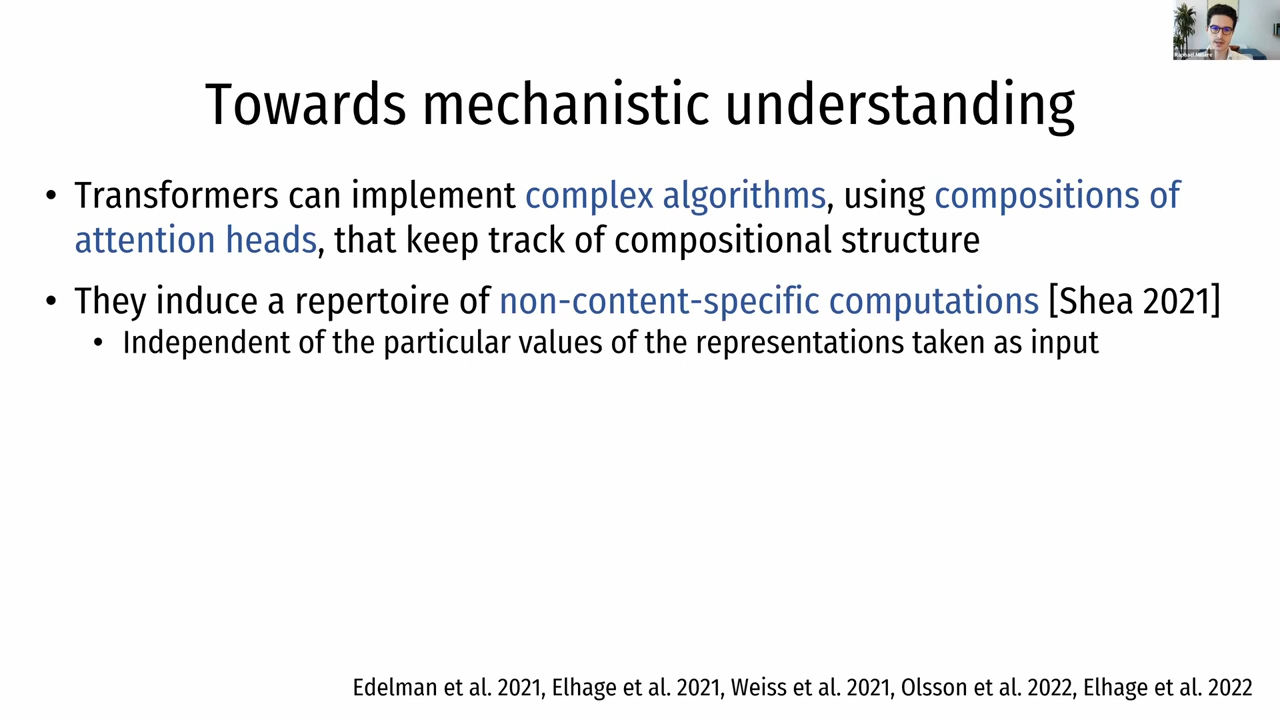 Towards mechanistic understanding
• Transformers can implement complex algorithms, using compositions of
attention heads, that keep track of compositional structure
• They induce a repertoire of non-content-specific computations [Shea 2021]
• Independent of the particular values of the representations taken as input
Edelman et al. 2021, Elhage et al. 2021, Weiss et al. 2021, Olsson et al. 2022, Elhage et al. 2022